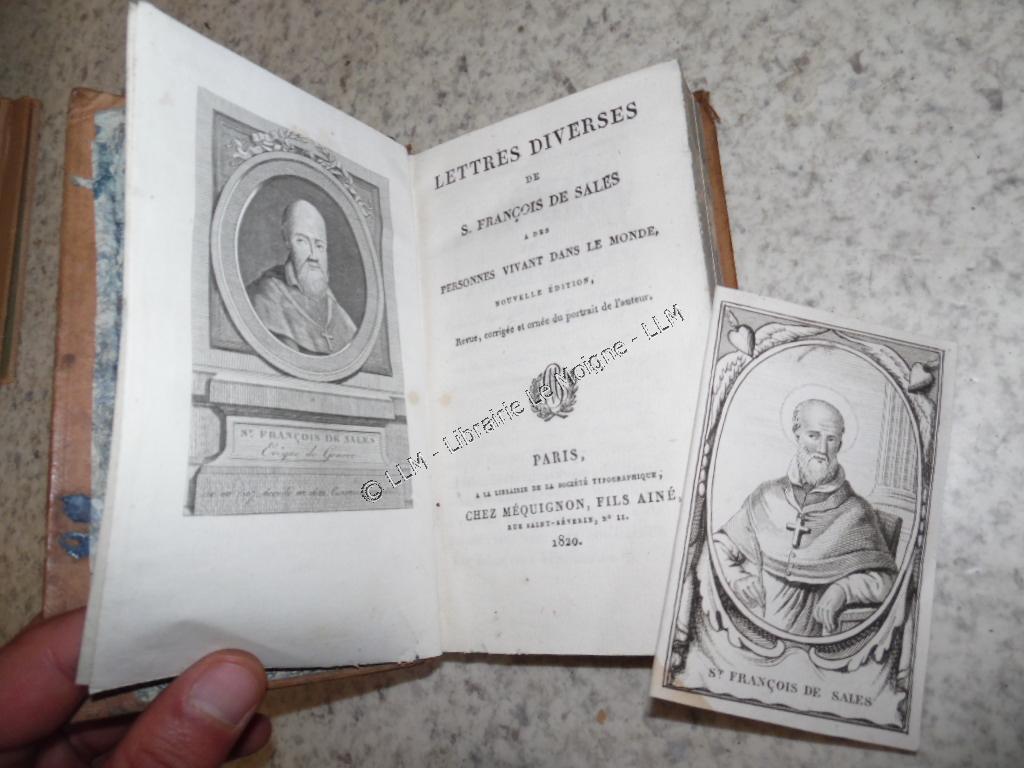 LETTRES DIVERSES
DE
S. FRANÇOIS DE SALES
A DES
PERSONNES VIVANT DANS LE MONDE,
NOUVELLE ÉDITION,
Revue, corrigée et ornée du portrait de l'auteur.
PARIS,
A LA LIBRAIRIE DE LA SOCIÉTÉ TYPOGRAPHIQUE;
CHEZ MÉQUIGNON, FILS AINÉ,
RUE SAINT-SÉVERIN, Nº 11.
1829.
St. FRANÇOIS DE SALES
Evêque de Geneve
St FRANÇOIS DE SALES
© LLM - Librairie Le Moigne - LLM